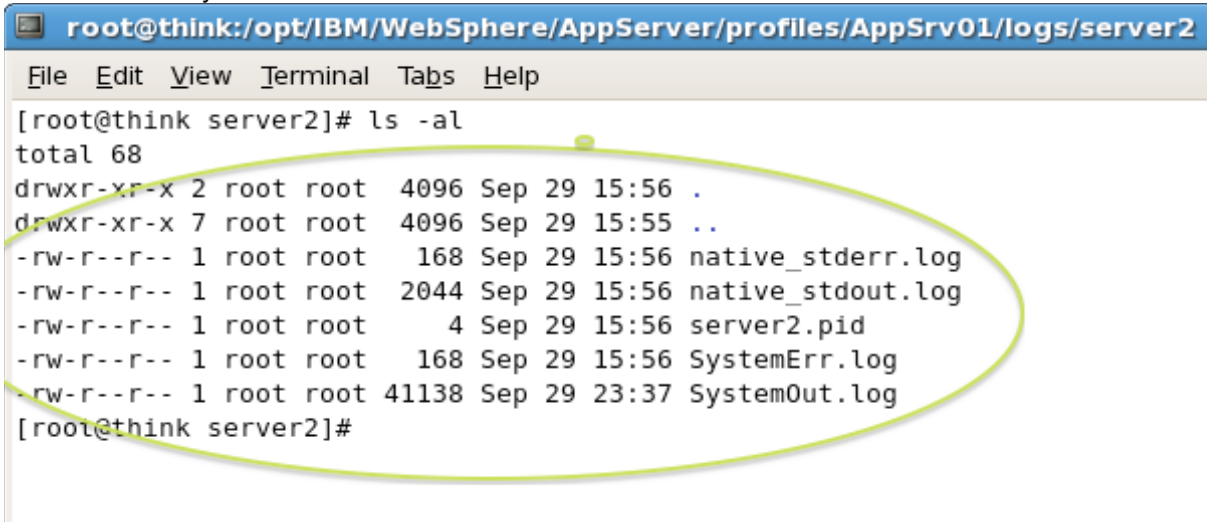 root@think:/opt/IBM/WebSphere/AppServer/profiles/AppSrv01/logs/server2
File Edit View Terminal Tabs Help
[root@think server2]# ls -al
total 68
drwxr-xr-x 2 root root 4096 Sep 29 15:56 .
drwxr-xr-x 7 root root 4096 Sep 29 15:55 ..
-rw-r--r-- 1 root root 168 Sep 29 15:56 native_stderr.log
-rw-r--r-- 1 root root 2044 Sep 29 15:56 native_stdout.log
-rw-r--r-- 1 root root 4 Sep 29 15:56 server2.pid
-rw-r--r-- 1 root root 168 Sep 29 15:56 SystemErr.log
-rw-r--r-- 1 root root 41138 Sep 29 23:37 SystemOut.log
[root@think server2]#